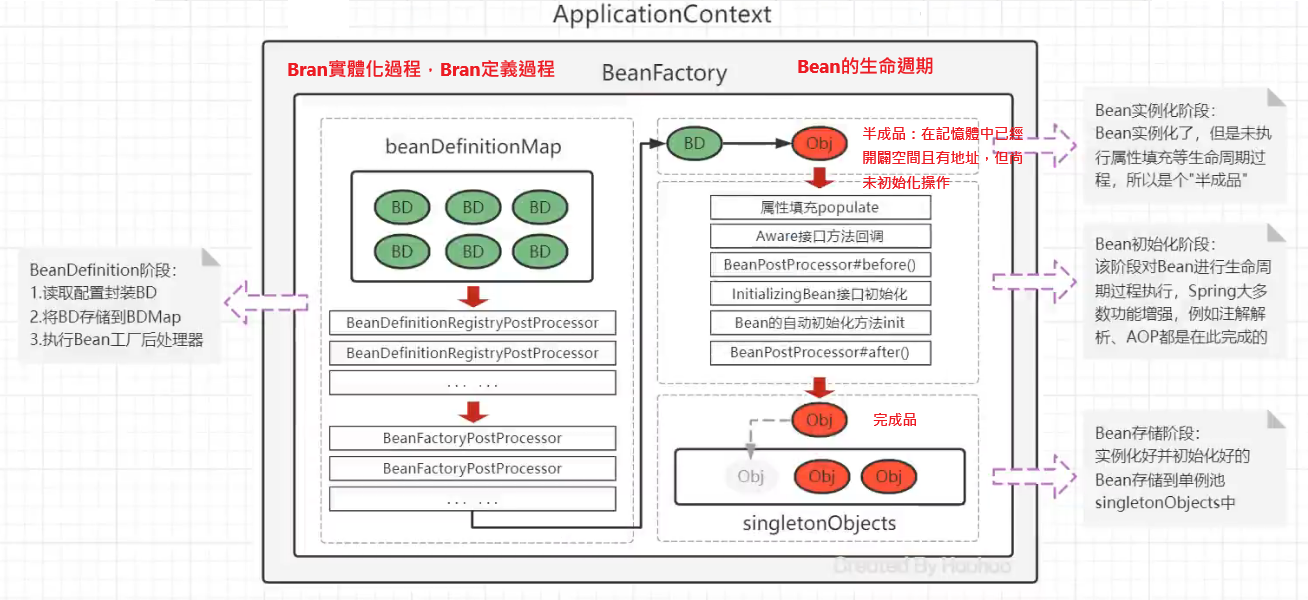 ApplicationContext
Bran實體化過程，Bran定義過程
BeanFactory
Bean的生命週期
beanDefinitionMap
BD
BD
BD
BD
BD
BD
BeanDefinitionRegistryPostProcessor
BeanDefinitionRegistryPostProcessor
... ...
BeanFactoryPostProcessor
BeanFactoryPostProcessor
... ...
BeanDefinition阶段：
1.读取配置封装BD
2.将BD存储到BDMap
3.执行Bean工厂后处理器
BD
Obj
半成品：在記憶體中已經
開闢空間且有地址，但尚
未初始化操作
属性填充populate
Aware接口方法回调
BeanPostProcessor#before()
InitializingBean接口初始化
Bean的自动初始化方法init
BeanPostProcessor#after()
Obj
完成品
Obj
Obj
Obj
singletonObjects
Bean实例化阶段：
Bean实例化了，但是未执
行属性填充等生命周期过
程，所以是个"半成品"
Bean初始化阶段：
该阶段对Bean进行生命周
期过程执行，Spring大多
数功能增强，例如注解解
析、AOP都是在此完成的
Bean存储阶段：
实例化好并初始化好的
Bean存储到单例池
singletonObjects中
Created By Haohao